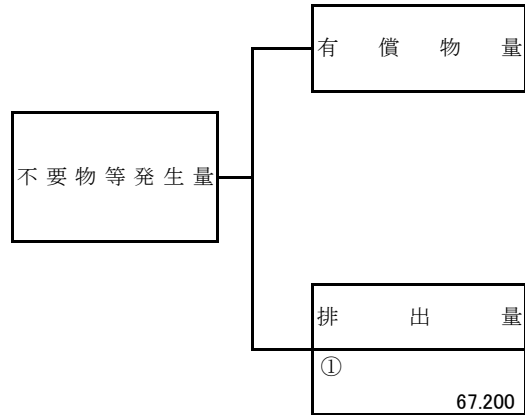 有償物量
不要物等発生量
排出量
①
67.200